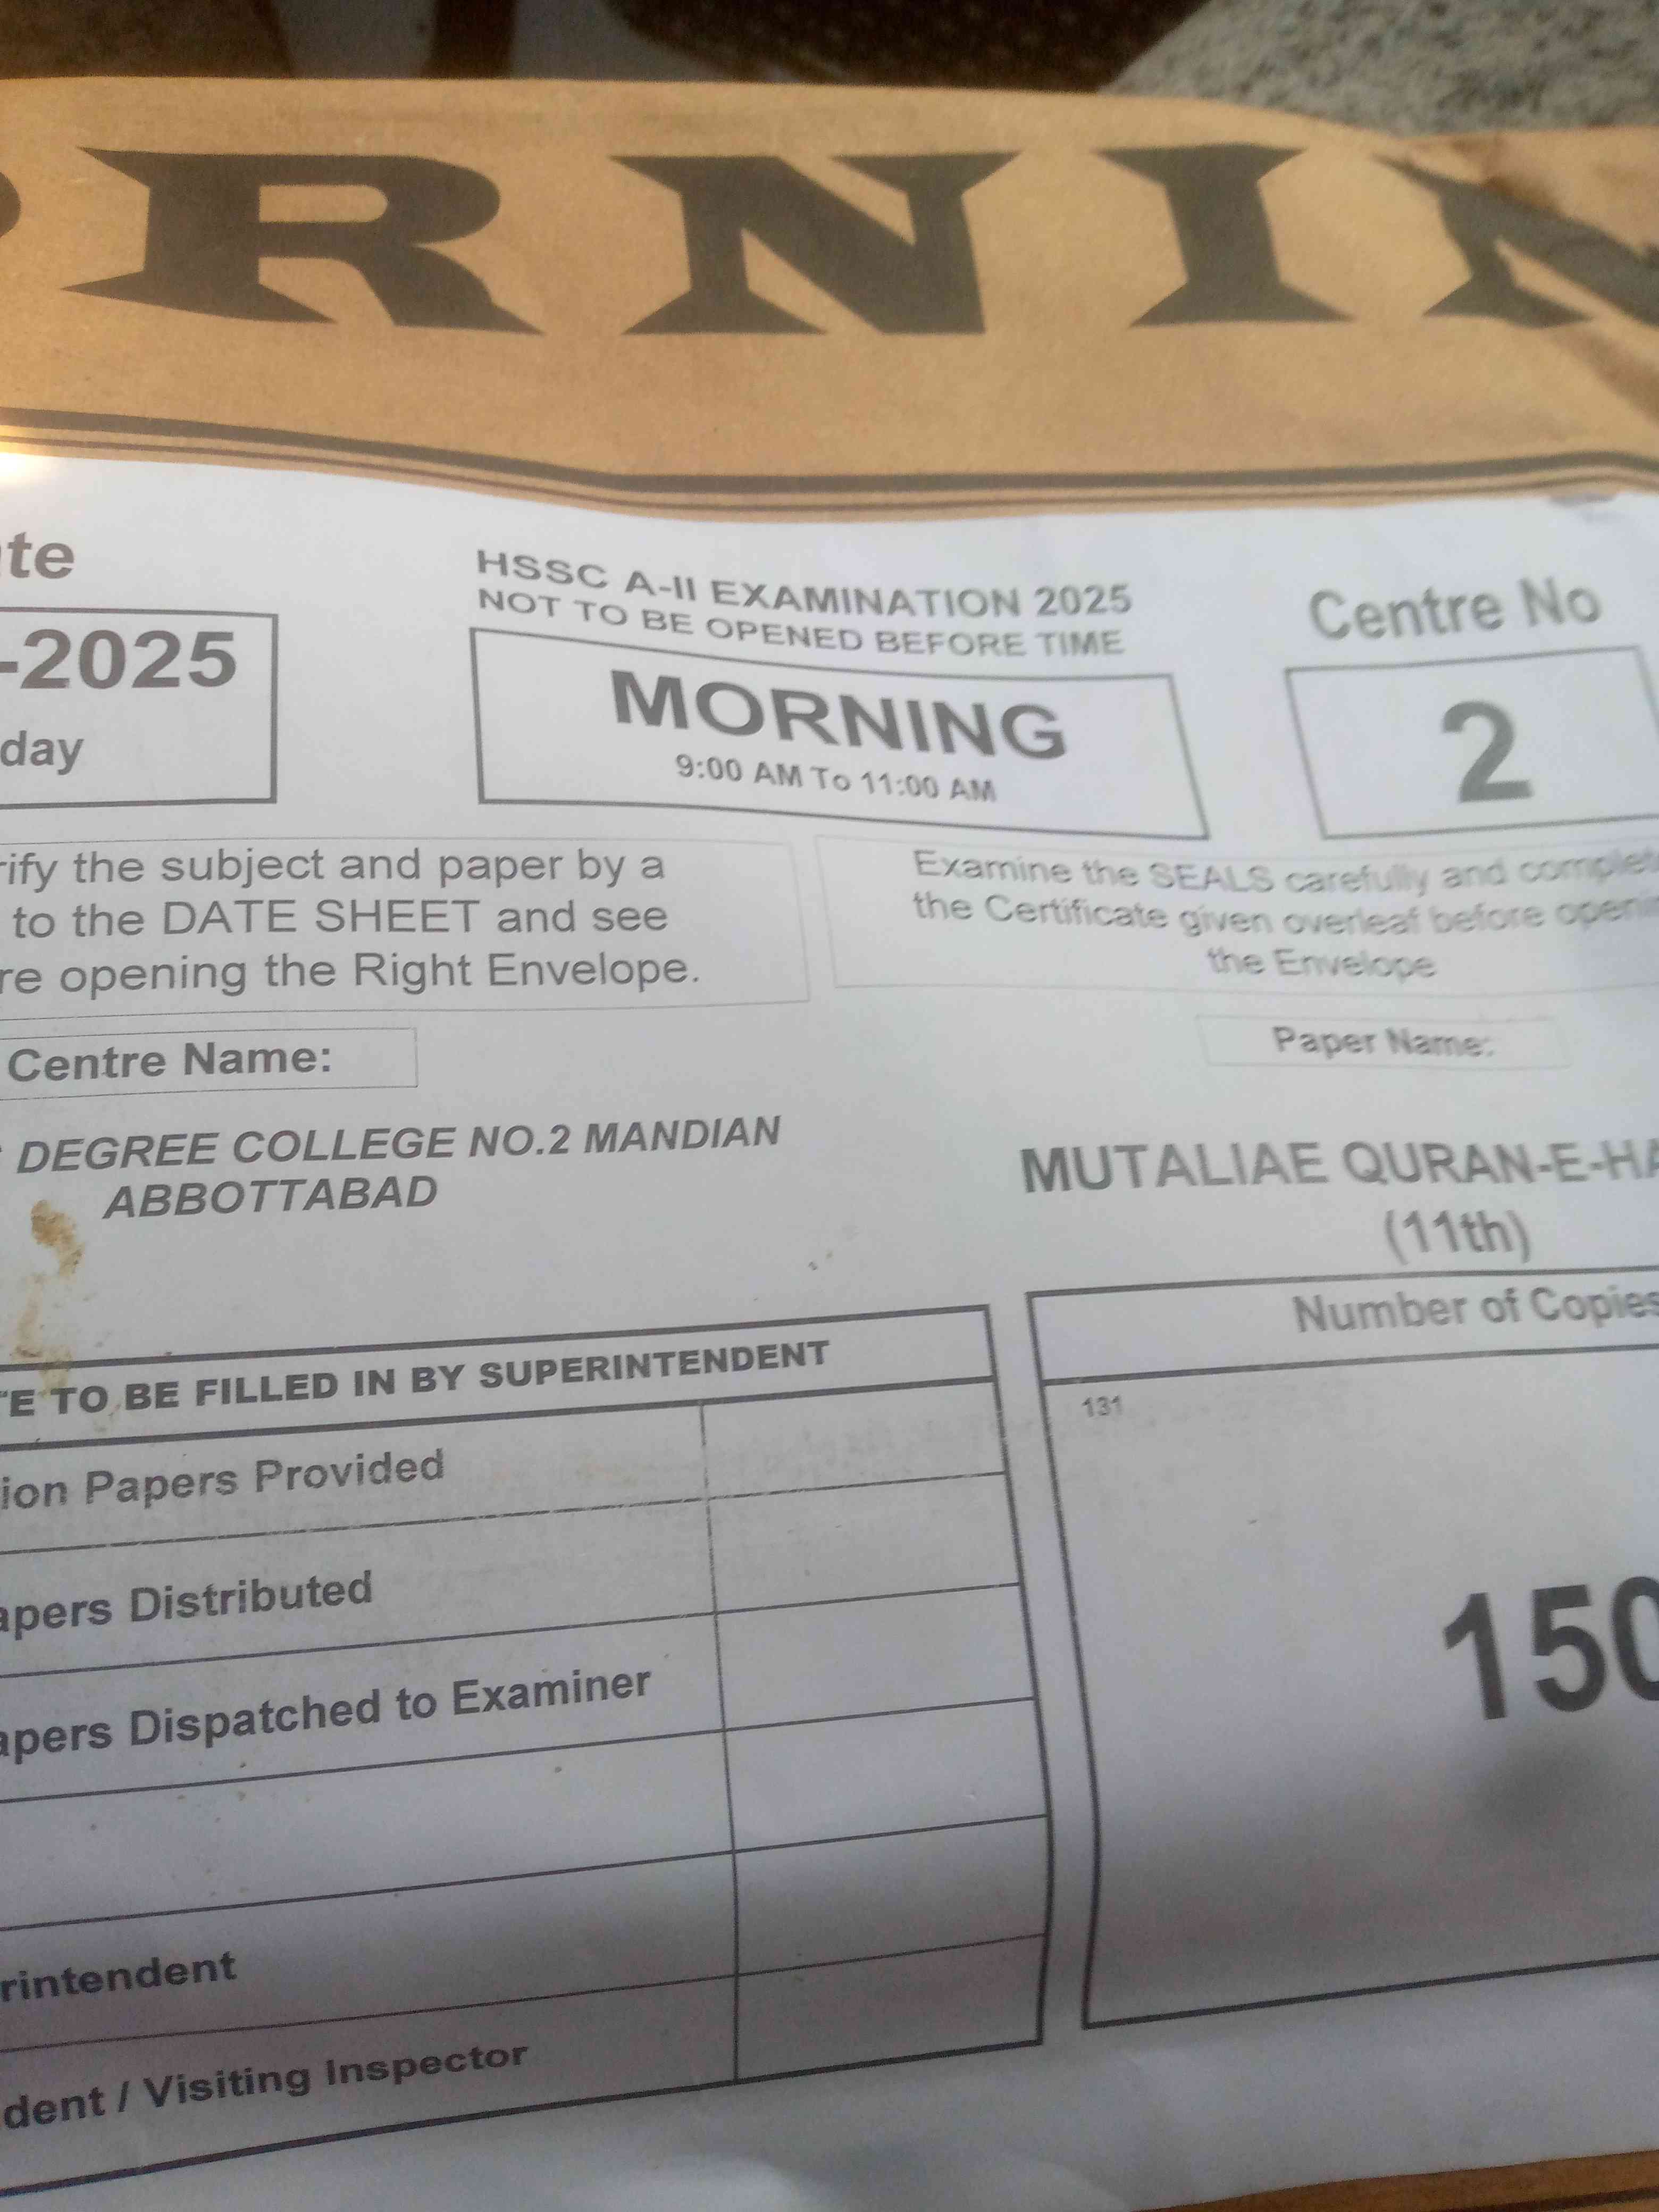 RNIN
HSSC A-II EXAMINATION 2025
NOT TO BE OPENED BEFORE TIME
te
-2025
day
MORNING
9:00 AM To 11:00 AM
Centre No
2
rify the subject and paper by a
to the DATE SHEET and see
re opening the Right Envelope.
Examine the SEALS carefully and complet
the Certificate given overleaf before openi
the Envelope
Centre Name:
DEGREE COLLEGE NO.2 MANDIAN
ABBOTTABAD
Paper Name:
MUTALIAE QURAN-E-HA
(11th)
TE TO BE FILLED IN BY SUPERINTENDENT
ion Papers Provided
apers Distributed
apers Dispatched to Examiner
rintendent
dent / Visiting Inspector
Number of Copies
131
150